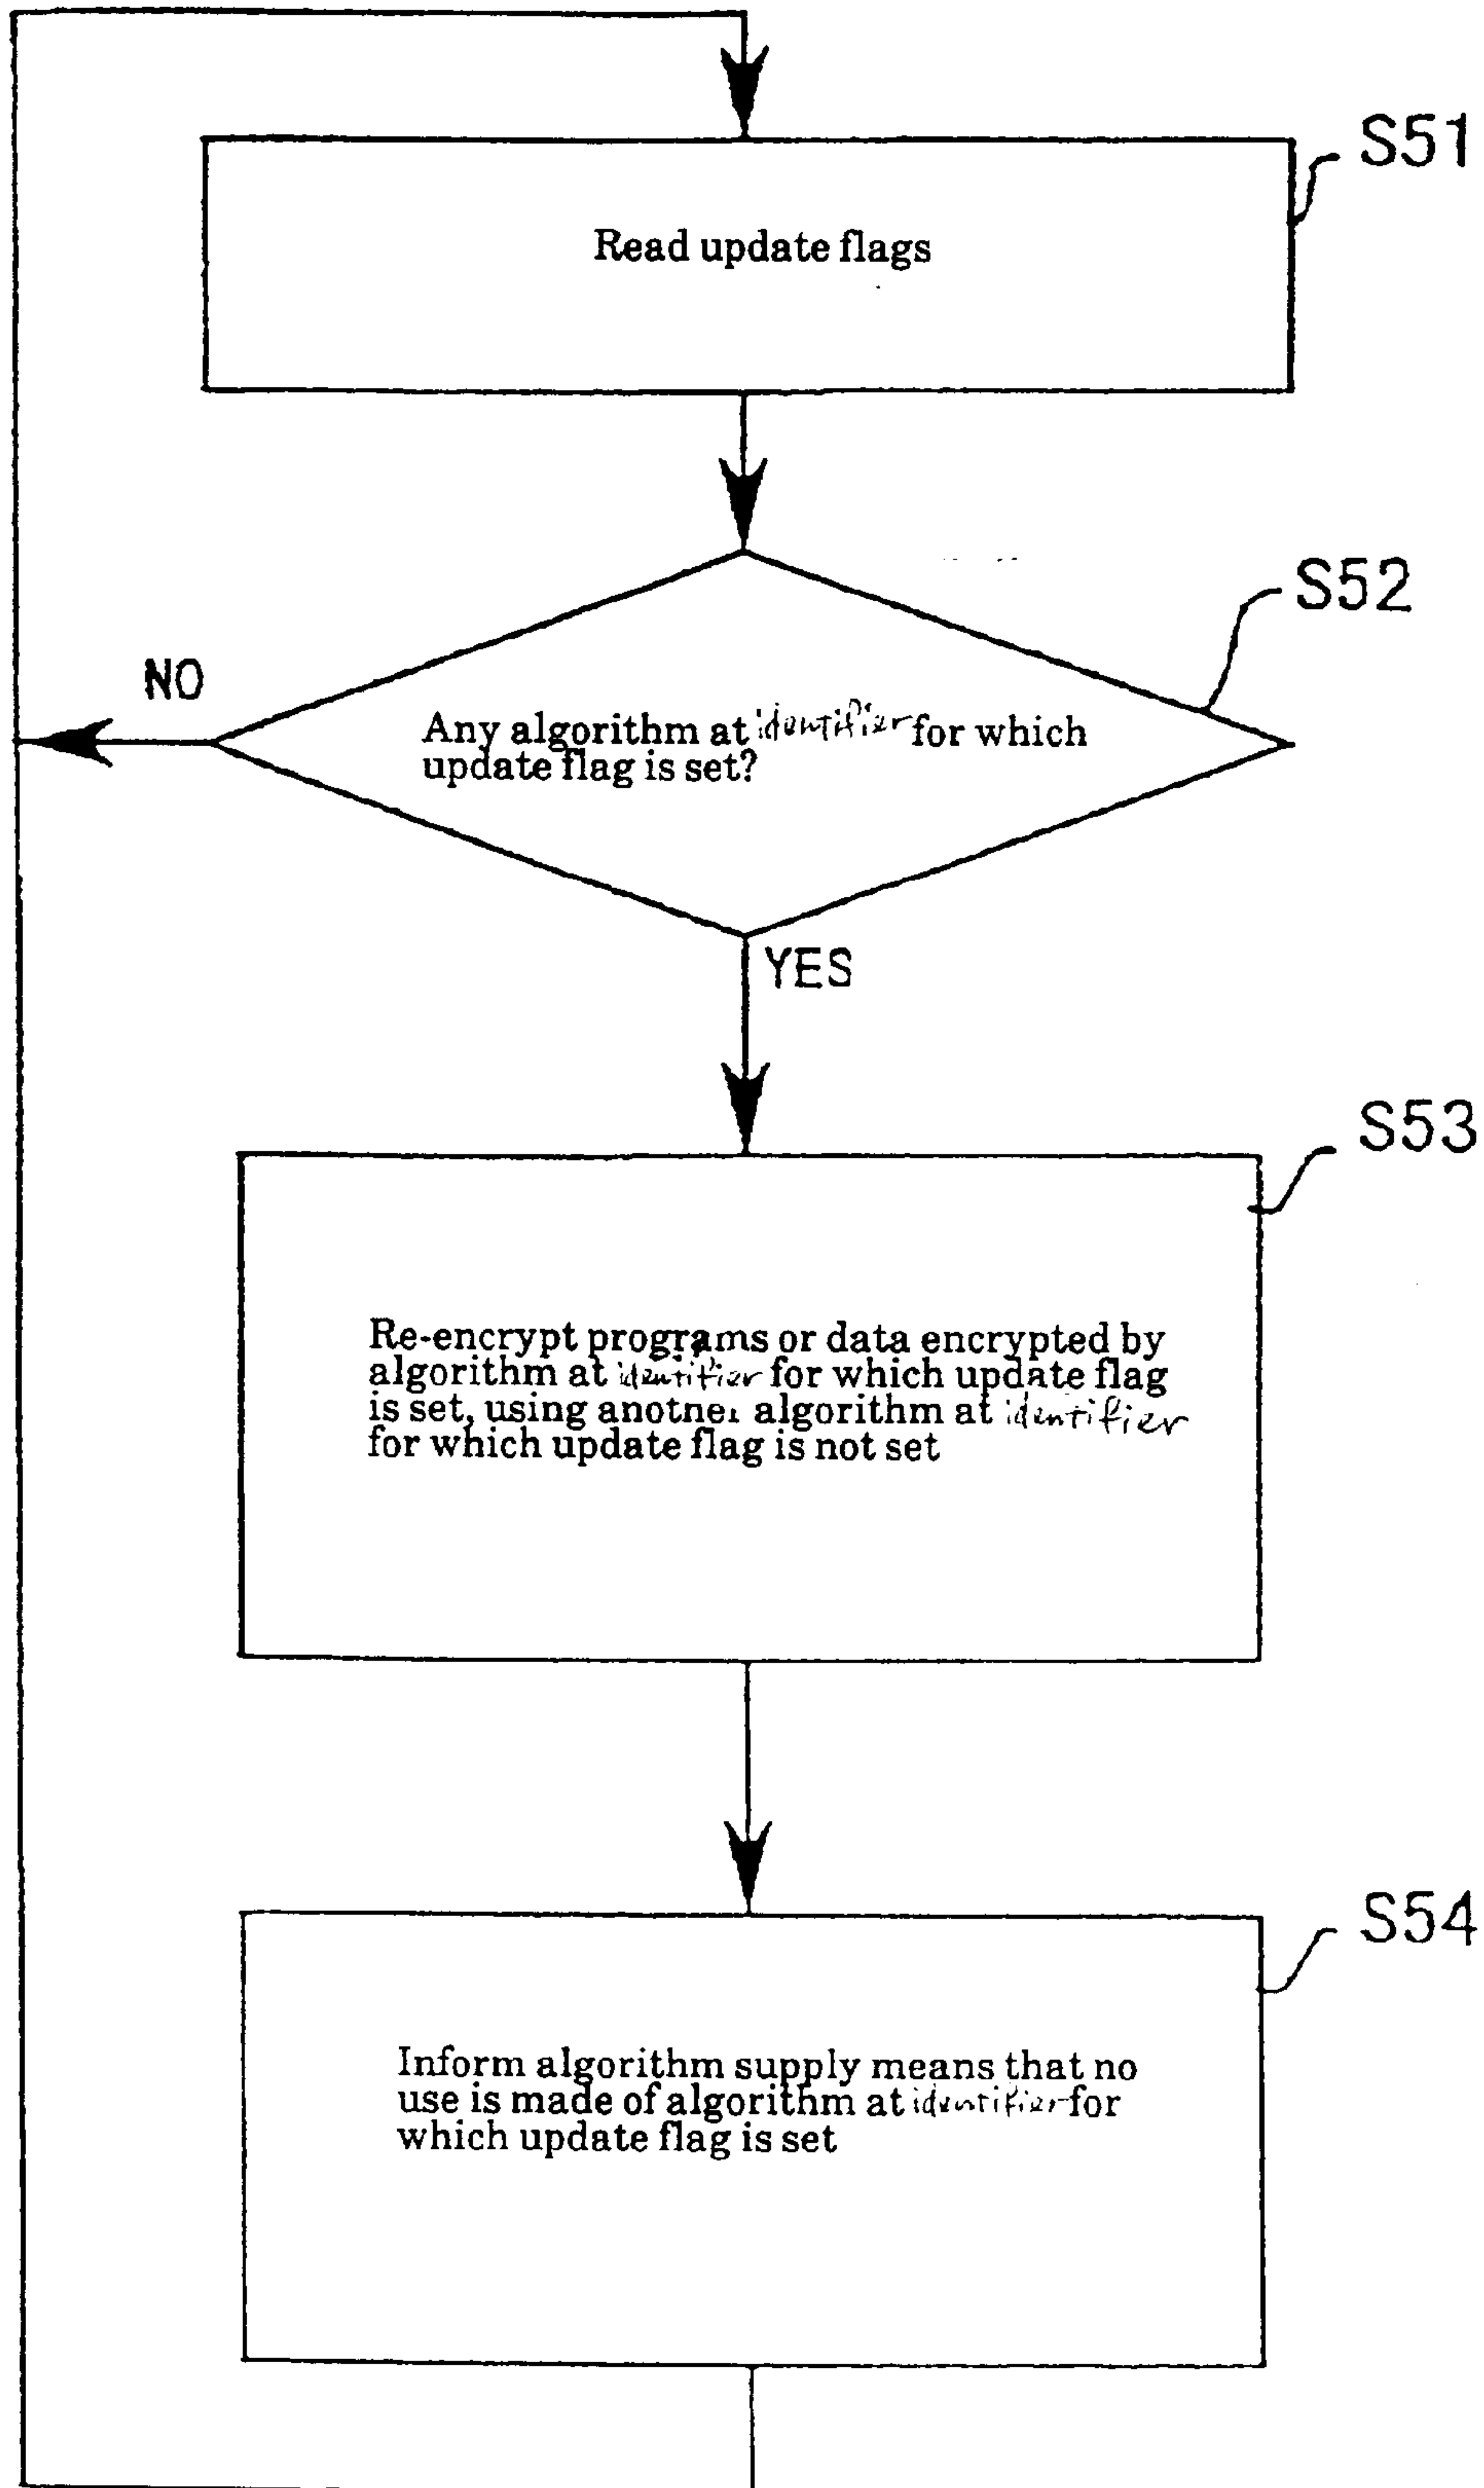 S51
Read update flags
S52
NO
Any algorithm at identifier for which
update flag is set?
YES
S53
Re-encrypt programs or data encrypted by
algorithm at identifier for which update flag
is set, using another algorithm at identifier
for which update flag is not set
S54
Inform algorithm supply means that no
use is made of algorithm at identifier for
which update flag is set